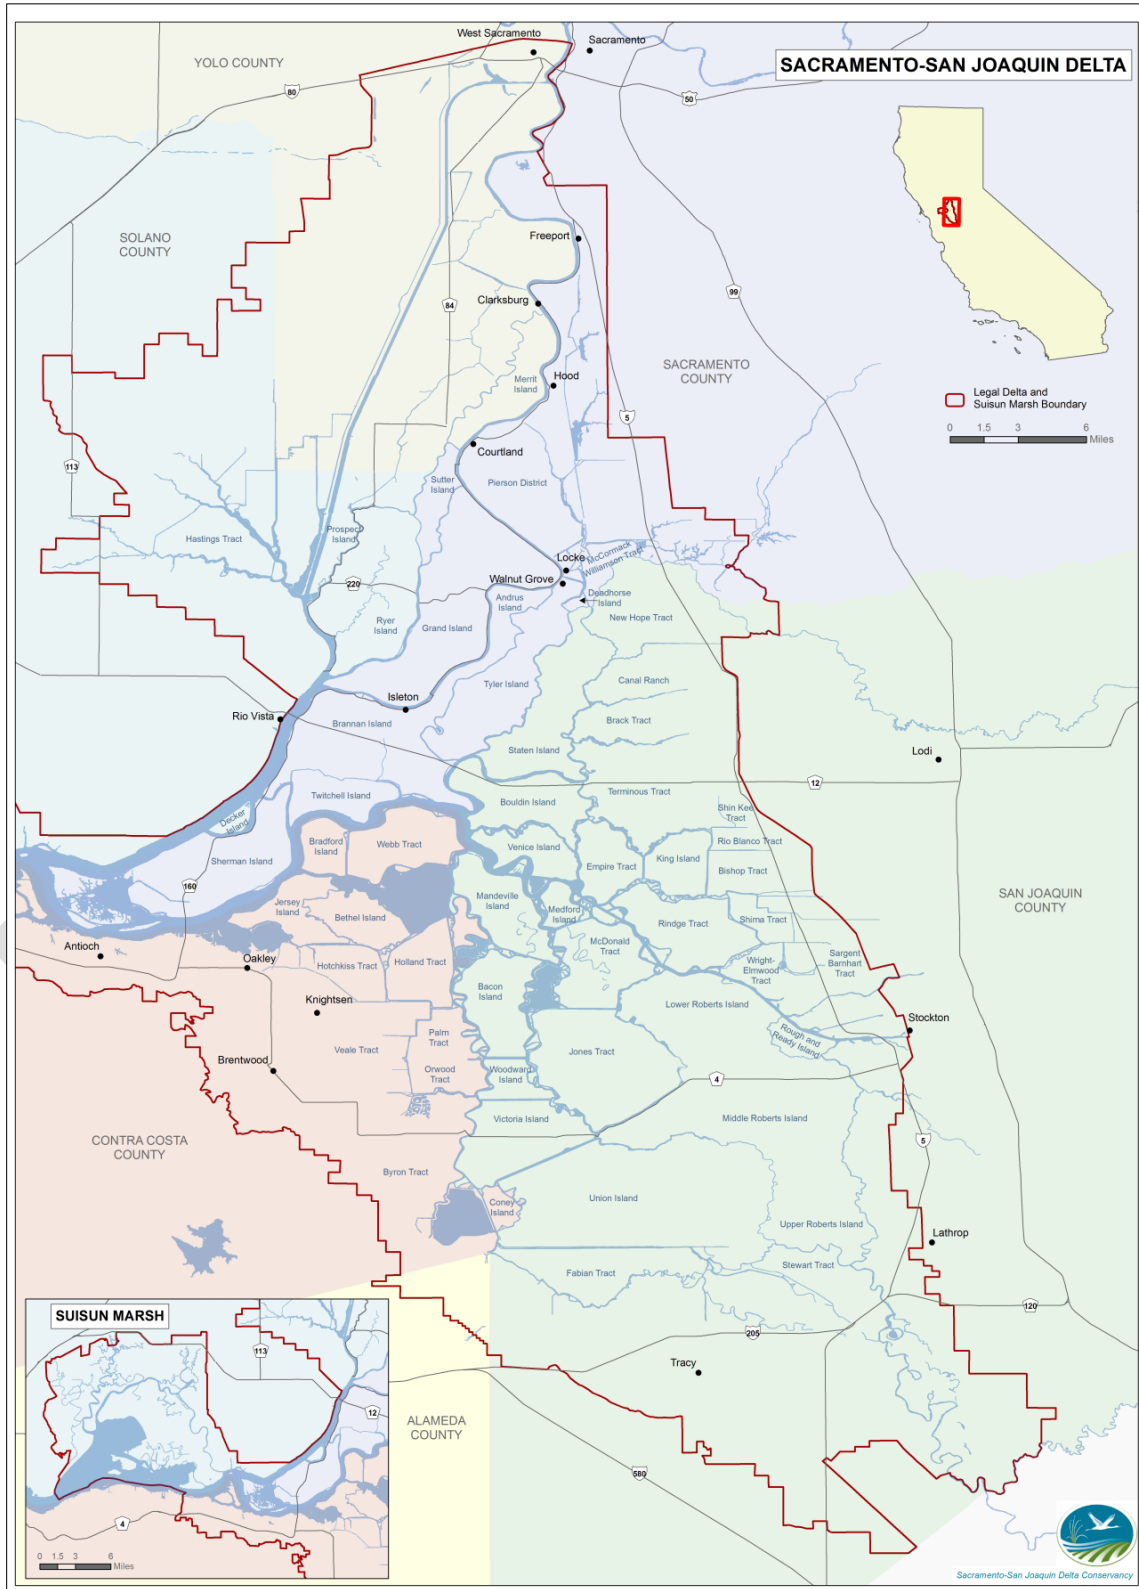 West Sacramento
Sacramento
YOLO COUNTY
SACRAMENTO-SAN JOAQUIN DELTA
80
50
SOLANO
COUNTY
Freeport
84
Clarksburg
99
Merrit
Island
Hood
SACRAMENTO
COUNTY
Legal Delta and
Suisun Marsh Boundary
5
0 1.5 3 6
Miles
Courtland
113
Sutter
Island
Pierson District
Hastings Tract
Prospect
Island
Locke
McCormack
Williamson Tract
Walnut Grove
220
Andrus
Island
Deadhorse
Island
New Hope Tract
Ryer
Island
Grand Island
Canal Ranch
Tyler Island
Isleton
Rio Vista
Brannan Island
Brack Tract
Staten Island
Lodi
12
Twitchell Island
Bouldin Island
Terminous Tract
Decker
Island
Shin Kee
Tract
Bradford
Island
Webb Tract
Venice Island
Rio Blanco Tract
King Island
Sherman Island
Empire Tract
Bishop Tract
160
Mandeville
Island
SAN JOAQUIN
COUNTY
Jersey
Island
Bethel Island
Medford
Island
Rindge Tract
Shima Tract
Antioch
McDonald
Tract
Oakley
Hotchkiss Tract
Holland Tract
Wright-
Elmwood
Tract
Sargent
Barnhart
Tract
Bacon
Island
Knightsen
Lower Roberts Island
Stockton
Palm
Tract
Rough and
Ready Island
Veale Tract
Jones Tract
Brentwood
Orwood
Tract
Woodward
Island
4
Victoria Island
Middle Roberts Island
CONTRA COSTA
COUNTY
5
Byron Tract
Coney
Island
Union Island
Upper Roberts Island
Lathrop
Fabian Tract
Stewart Tract
SUISUN MARSH
120
205
113
Tracy
12
ALAMEDA
COUNTY
580
4
0 1.5 3 6
Miles
Sacramento-San Joaquin Delta Conservancy